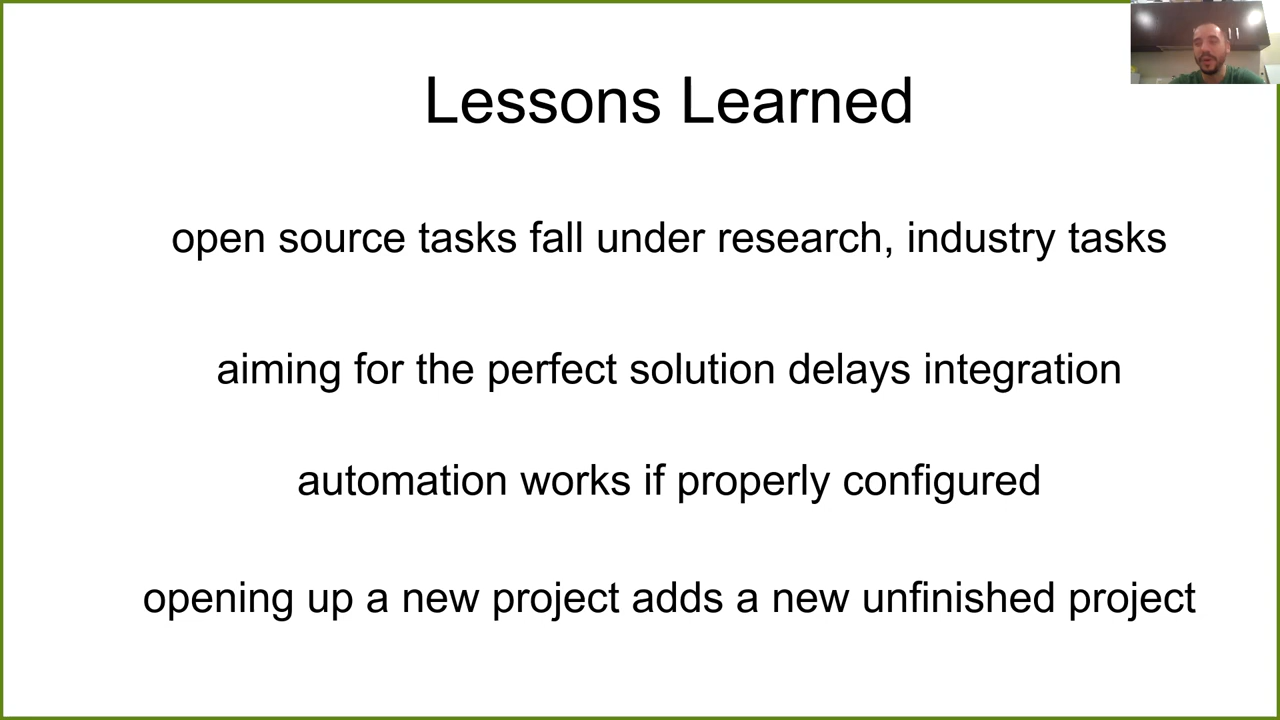 Lessons Learned
open source tasks fall under research, industry tasks
aiming for the perfect solution delays integration
automation works if properly configured
opening up a new project adds a new unfinished project